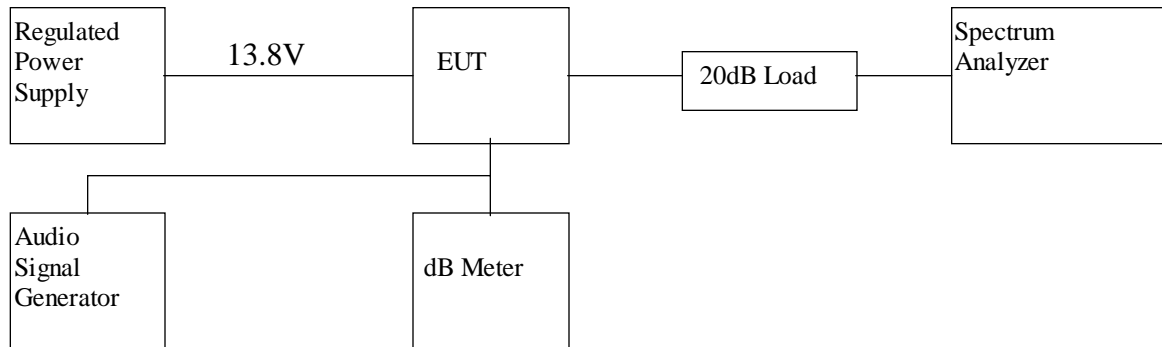 Regulated
Power
Supply
13.8V
EUT
20dB Load
Spectrum
Analyzer
Audio
Signal
Generator
dB Meter